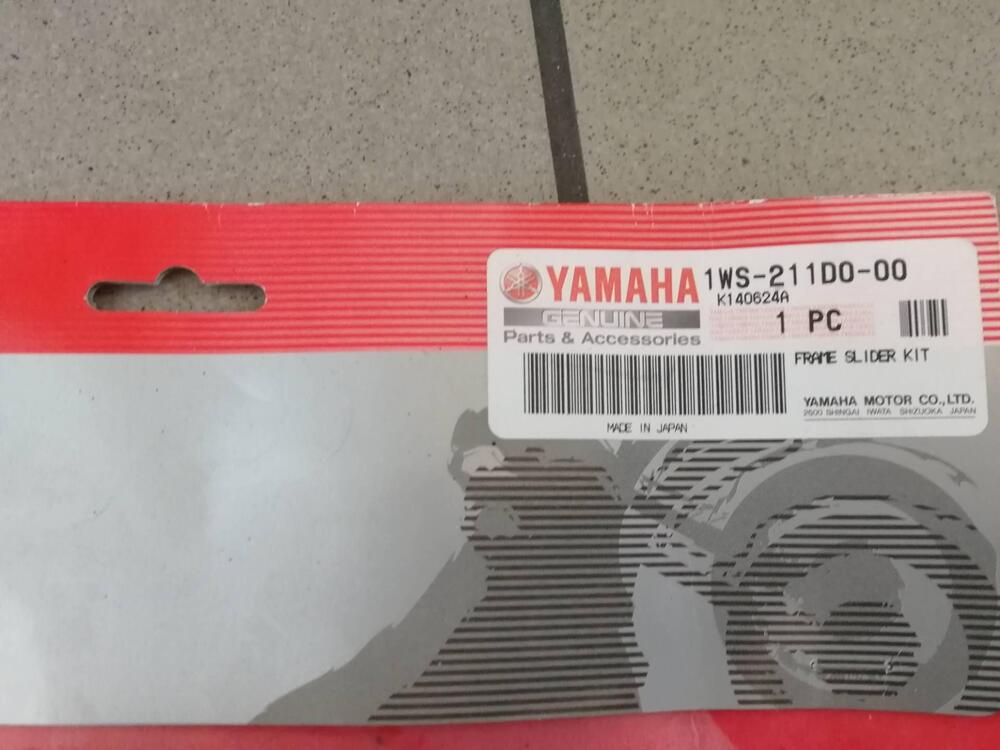 YAMAHA 1WS-211D0-00
K140624A
GENUINE 1 PC
Parts & Accessories
FRAME SLIDER KIT
YAMAHA MOTOR CO.,LTD.
2500 SHINGAI IWATA SHIZUOKA JAPAN
MADE IN JAPAN